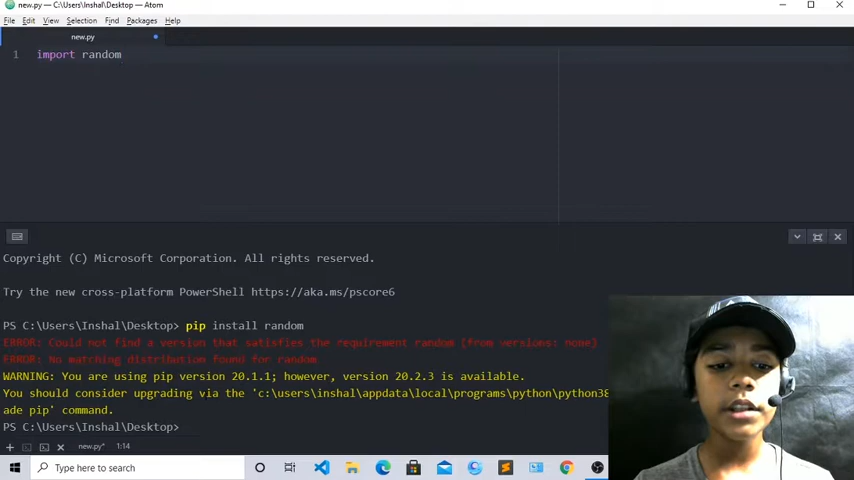 new.py — C:\Users\Inshal\Desktop — Atom
File Edit View Selection Find Packages Help
new.py
1 import random
Copyright (C) Microsoft Corporation. All rights reserved.
Try the new cross-platform PowerShell https://aka.ms/pscore6
PS C:\Users\Inshal\Desktop> pip install random
ERROR: Could not find a version that satisfies the requirement random (from versions: none)
ERROR: No matching distribution found for random
WARNING: You are using pip version 20.1.1; however, version 20.2.3 is available.
You should consider upgrading via the 'c:\users\inshal\appdata\local\programs\python\python38
ade pip' command.
PS C:\Users\Inshal\Desktop>
new.py* 1:14
Type here to search